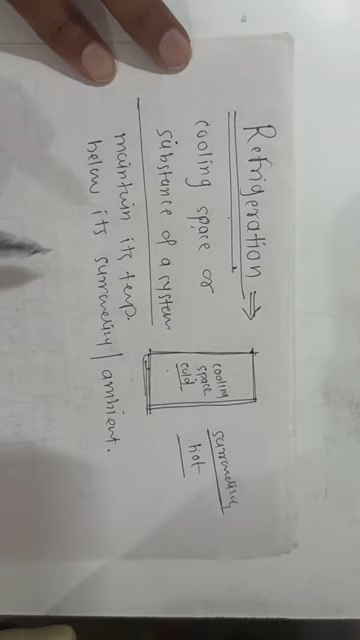 Refrigeration ⇒
cooling space or
substance of a system
maintain its temp.
below its surrounding / ambient.
cooling
space
cold
surrounding
hot